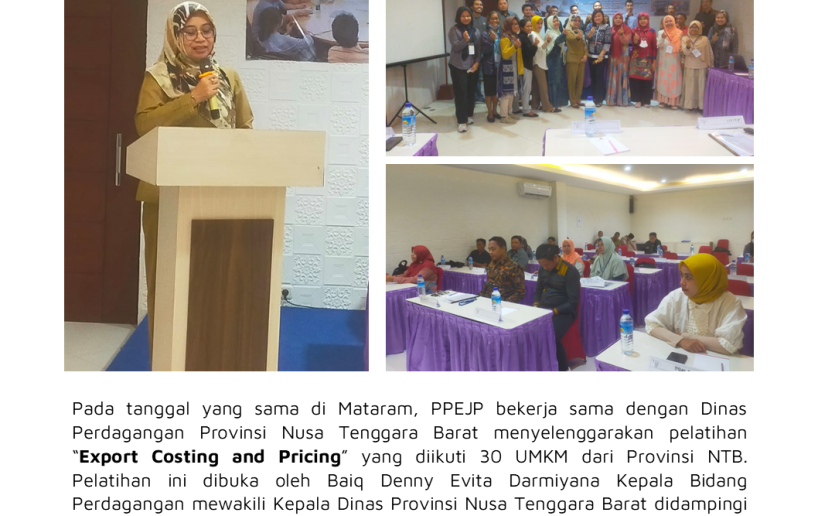 Pada tanggal yang sama di Mataram, PPEJP bekerja sama dengan Dinas
Perdagangan Provinsi Nusa Tenggara Barat menyelenggarakan pelatihan
“Export Costing and Pricing” yang diikuti 30 UMKM dari Provinsi NTB.
Pelatihan ini dibuka oleh Baiq Denny Evita Darmiyana Kepala Bidang
Perdagangan mewakili Kepala Dinas Provinsi Nusa Tenggara Barat didampingi